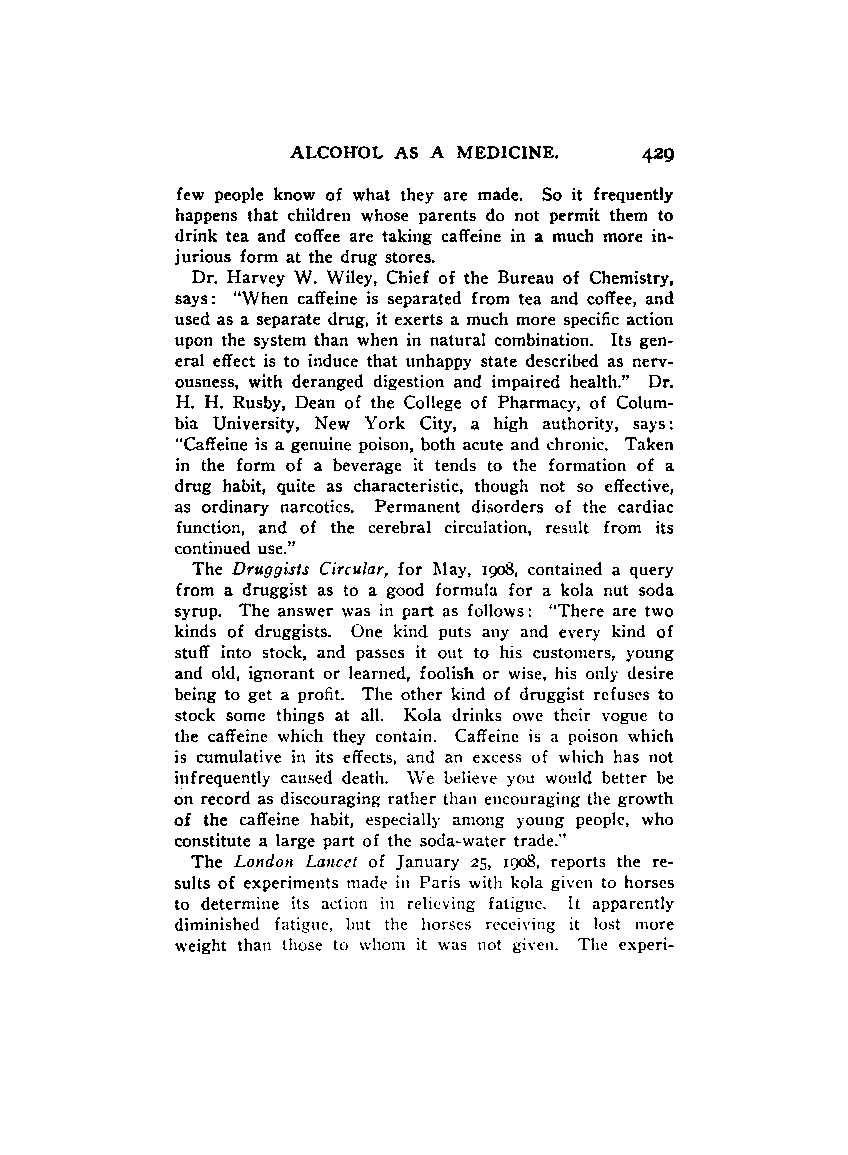 ALCOHOL AS A MEDICINE. 429
few people know of what they are made. So it frequently
happens that children whose parents do not permit them to
drink tea and coffee are taking caffeine in a much more in-
jurious form at the drug stores.
Dr. Harvey W. Wiley, Chief of the Bureau of Chemistry,
says: "When caffeine is separated from tea and coffee, and
used as a separate drug, it exerts a much more specific action
upon the system than when in natural combination. Its gen-
eral effect is to induce that unhappy state described as nerv-
ousness, with deranged digestion and impaired health." Dr.
H. H. Rusby, Dean of the College of Pharmacy, of Colum-
bia University, New York City, a high authority, says:
"Caffeine is a genuine poison, both acute and chronic. Taken
in the form of a beverage it tends to the formation of a
drug habit, quite as characteristic, though not so effective,
as ordinary narcotics. Permanent disorders of the cardiac
function, and of the cerebral circulation, result from its
continued use."
The Druggists Circular, for May, 1908, contained a query
from a druggist as to a good formula for a kola nut soda
syrup. The answer was in part as follows: "There are two
kinds of druggists. One kind puts any and every kind of
stuff into stock, and passes it out to his customers, young
and old, ignorant or learned, foolish or wise, his only desire
being to get a profit. The other kind of druggist refuses to
stock some things at all. Kola drinks owe their vogue to
the caffeine which they contain. Caffeine is a poison which
is cumulative in its effects, and an excess of which has not
infrequently caused death. We believe you would better be
on record as discouraging rather than encouraging the growth
of the caffeine habit, especially among young people, who
constitute a large part of the soda-water trade."
The London Lancet of January 25, 1908, reports the re-
sults of experiments made in Paris with kola given to horses
to determine its action in relieving fatigue. It apparently
diminished fatigue, but the horses receiving it lost more
weight than those to whom it was not given. The experi-